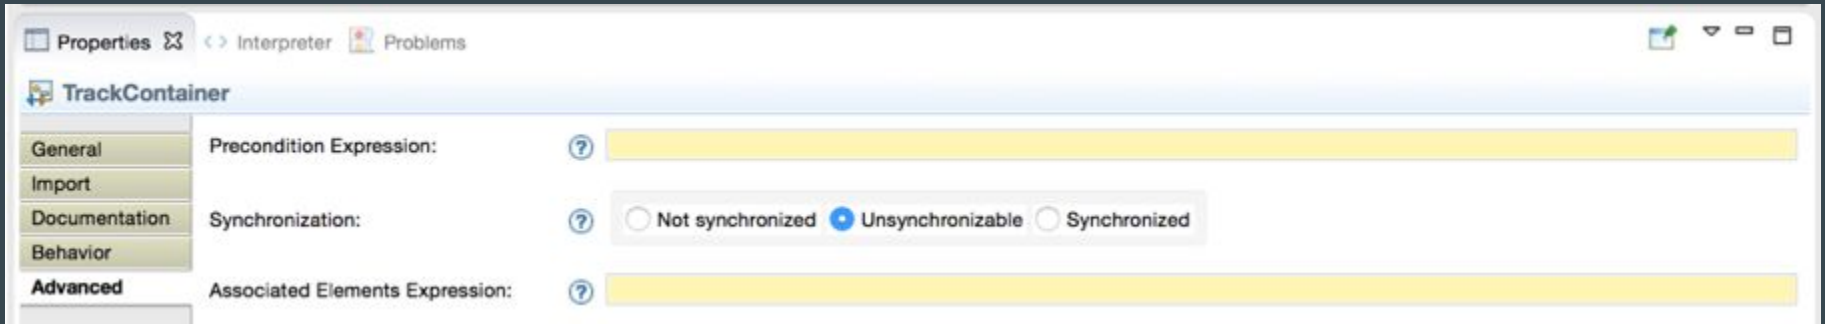 Properties Interpreter Problems
TrackContainer
General
Import
Documentation
Behavior
Advanced
Precondition Expression: ?
Synchronization: ? Not synchronized Unsynchronizable Synchronized
Associated Elements Expression: ?